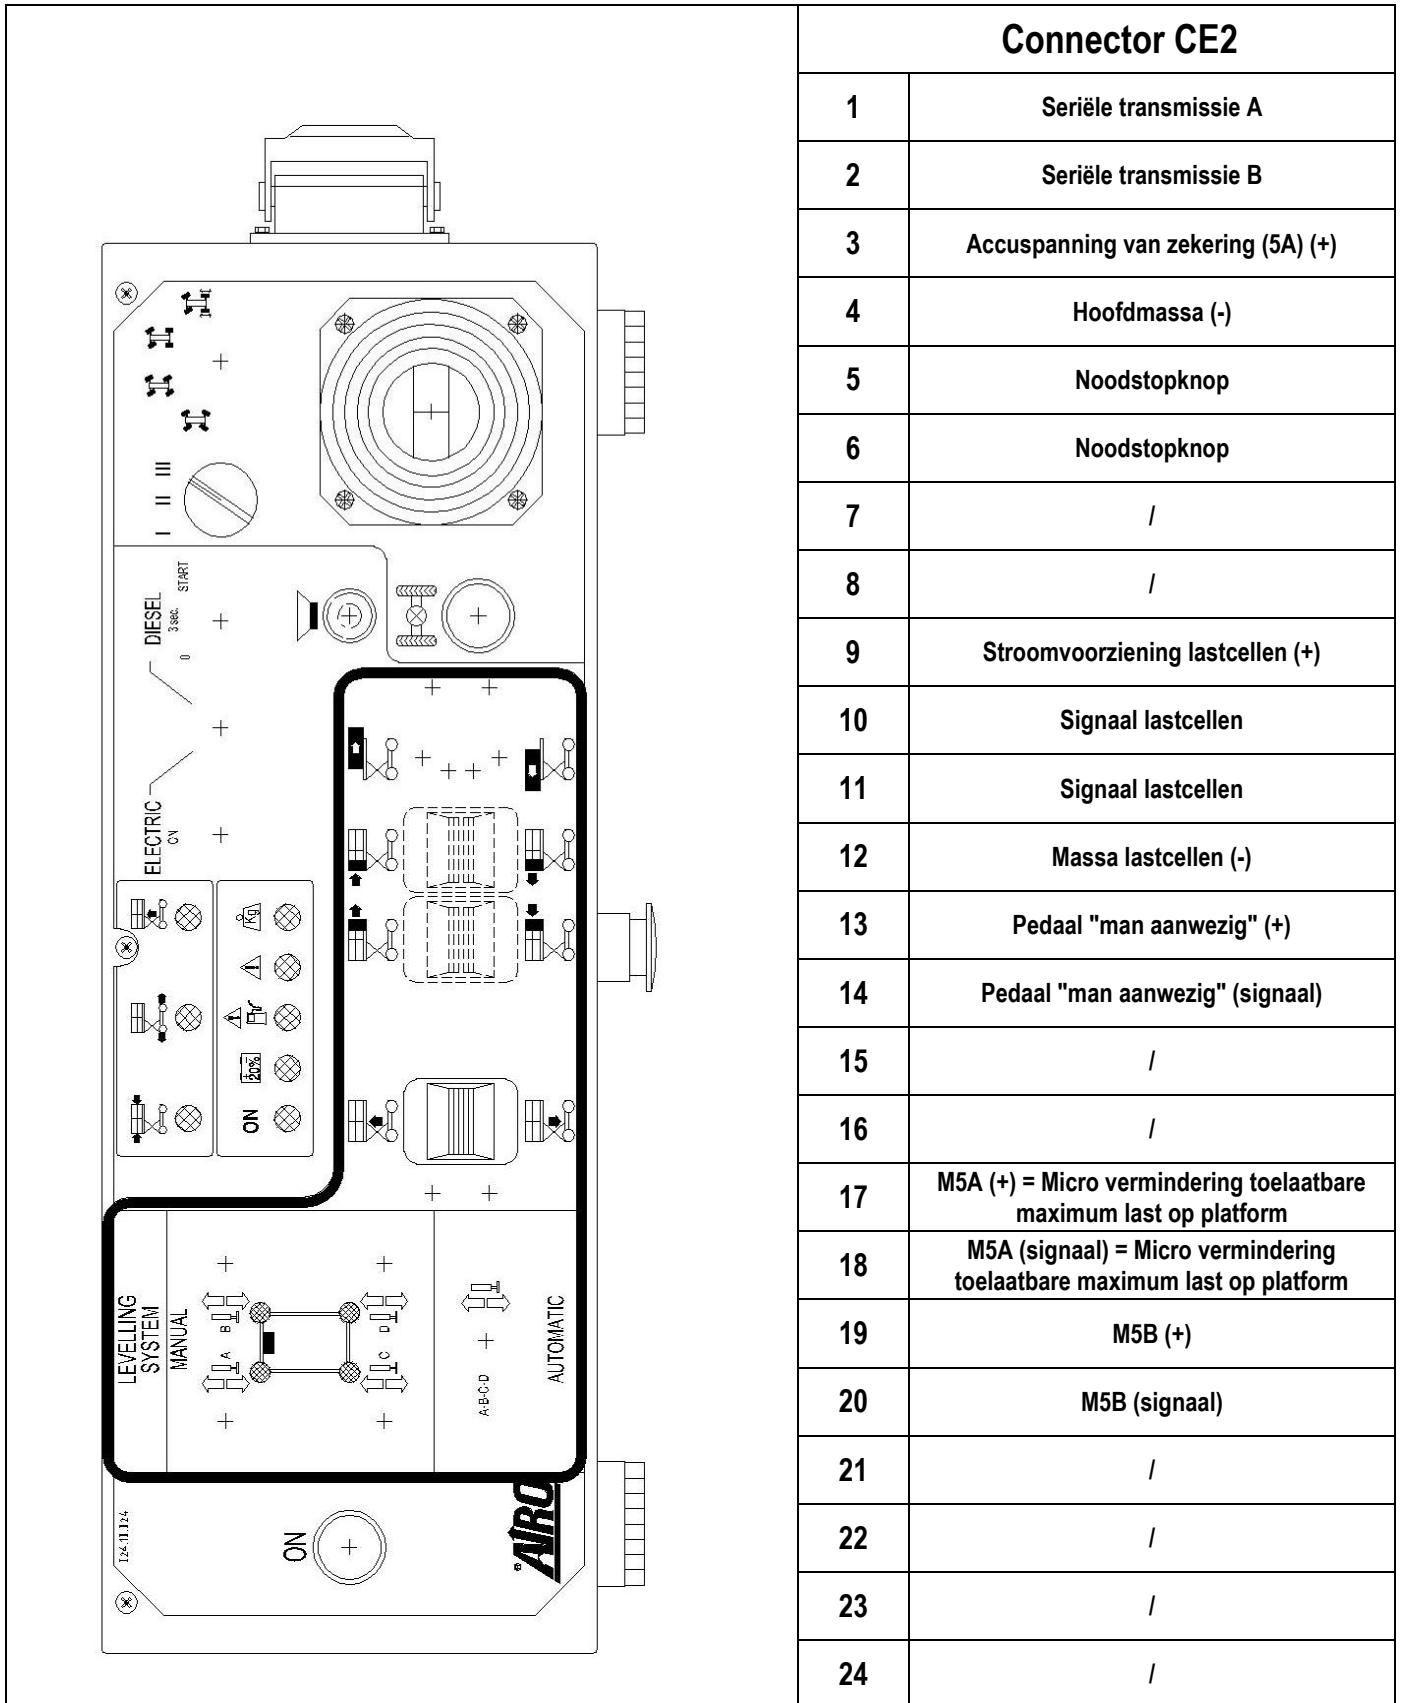 Connector CE2
1 Seriële transmissie A
2 Seriële transmissie B
3 Accuspanning van zekering (5A) (+)
4 Hoofdmassa (-)
5 Noodstopknop
6 Noodstopknop
7 /
8 /
9 Stroomvoorziening lastcellen (+)
10 Signaal lastcellen
11 Signaal lastcellen
12 Massa lastcellen (-)
13 Pedaal "man aanwezig" (+)
14 Pedaal "man aanwezig" (signaal)
15 /
16 /
17 M5A (+) = Micro vermindering toelaatbare
maximum last op platform
18 M5A (signaal) = Micro vermindering
toelaatbare maximum last op platform
19 M5B (+)
20 M5B (signaal)
21 /
22 /
23 /
24 /
III
II
I
START
3 sec.
0
DIESEL
ELECTRIC
ON
Kg
20%
ON
LEVELLING
SYSTEM
MANUAL
A
B
C
D
A-B-C-D
AUTOMATIC
ON
AIRO
®